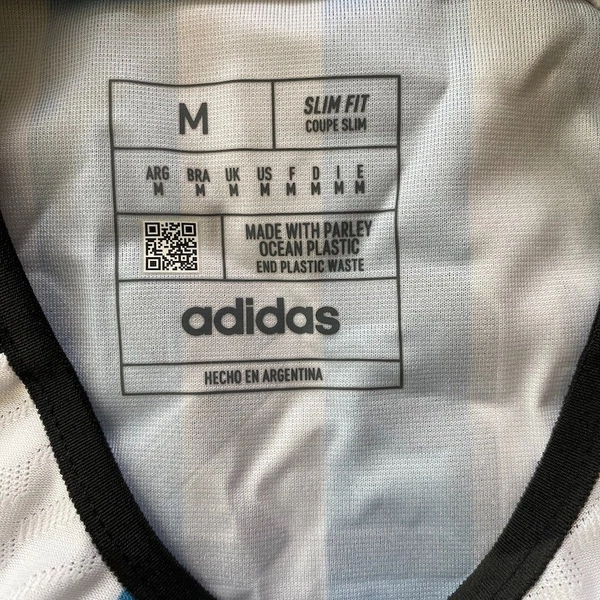 M
SLIM FIT
COUPE SLIM
ARG BRA UK US F D I E
M M M M M M M M
MADE WITH PARLEY
OCEAN PLASTIC
END PLASTIC WASTE
adidas
HECHO EN ARGENTINA